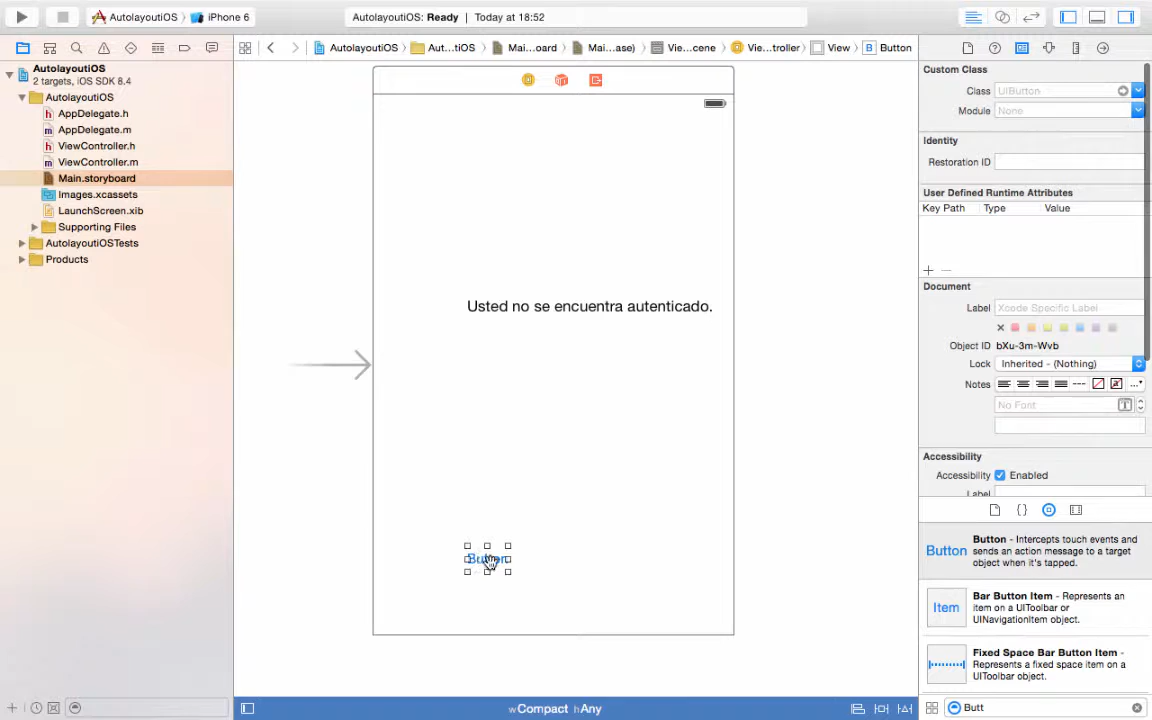 AutolayoutiOS
iPhone 6
AutolayoutiOS: Ready
Today at 18:52
AutolayoutiOS
Aut...tiOS
Mai...oard
Mai...ase)
Vie...cene
Vie...troller
View
B
Button
AutolayoutiOS
2 targets, iOS SDK 8.4
AutolayoutiOS
h AppDelegate.h
m AppDelegate.m
h ViewController.h
m ViewController.m
Main.storyboard
Images.xcassets
LaunchScreen.xib
Supporting Files
AutolayoutiOSTests
Products
Usted no se encuentra autenticado.
Button
wCompact hAny
Custom Class
Class UIButton
Module None
Identity
Restoration ID
User Defined Runtime Attributes
Key Path Type Value
Document
Label Xcode Specific Label
Object ID bXu-3m-Wvb
Lock Inherited - (Nothing)
Notes
No Font T
Accessibility
Accessibility Enabled
Label
Button
Button - Intercepts touch events and
sends an action message to a target
object when it's tapped.
Item
Bar Button Item - Represents an
item on a UIToolbar or
UINavigationItem object.
Fixed Space Bar Button Item -
Represents a fixed space item on a
UIToolbar object.
Butt